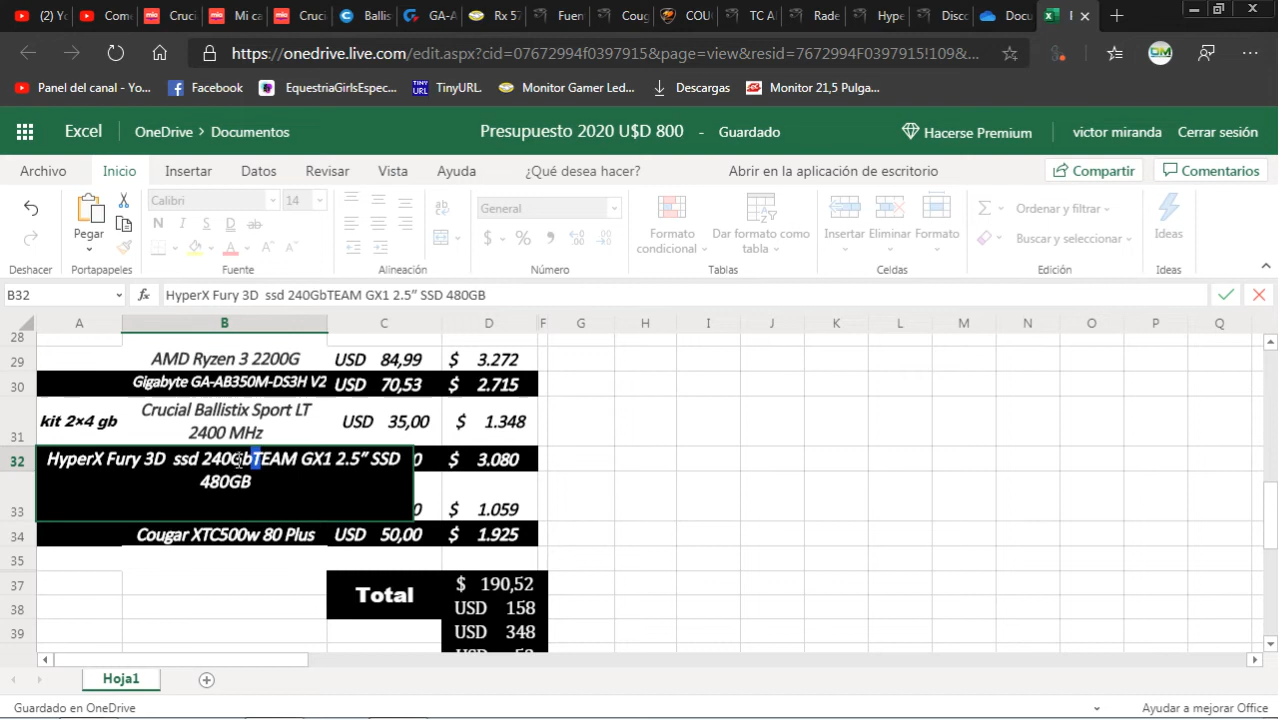 Cruci
Mi ca
Cruci
Ballis
GA-A
Rx 57
Fuen
Coug
COU
TC Al
Rade
Hype
Disco
Docu
https://onedrive.live.com/edit.aspx?cid=07672994f0397915&page=view&resid=7672994F0397915!109&...
Panel del canal - Yo...
Facebook
EquestriaGirlsEspec...
TinyURL
Monitor Gamer Led...
Descargas
Monitor 21,5 Pulga...
Excel
OneDrive > Documentos
Presupuesto 2020 U$D 800 - Guardado
Hacerse Premium
victor miranda
Cerrar sesión
Archivo
Inicio
Insertar
Datos
Revisar
Vista
Ayuda
¿Qué desea hacer?
Abrir en la aplicación de escritorio
Compartir
Comentarios
Pegar
Calibri
14
N K S D ab
General
Formato condicional
Dar formato como tabla
Insertar
Eliminar
Formato
Ordenar y filtrar
Buscar y seleccionar
Ideas
Deshacer
Portapapeles
Fuente
Alineación
Número
Tablas
Celdas
Edición
Ideas
B32
fx
HyperX Fury 3D  ssd 240GbTEAM GX1 2.5” SSD 480GB
A B C D F G H I J K L M N O P Q
28
29 AMD Ryzen 3 2200G USD 84,99 $ 3.272
30 Gigabyte GA-AB350M-DS3H V2 USD 70,53 $ 2.715
31 kit 2×4 gb Crucial Ballistix Sport LT 2400 MHz USD 35,00 $ 1.348
32 HyperX Fury 3D  ssd 240GbTEAM GX1 2.5” SSD 480GB 0 $ 3.080
33 0 $ 1.059
34 Cougar XTC500w 80 Plus USD 50,00 $ 1.925
35
37 Total $ 190,52
38 USD 158
39 USD 348
Hoja1
Guardado en OneDrive
Ayudar a mejorar Office